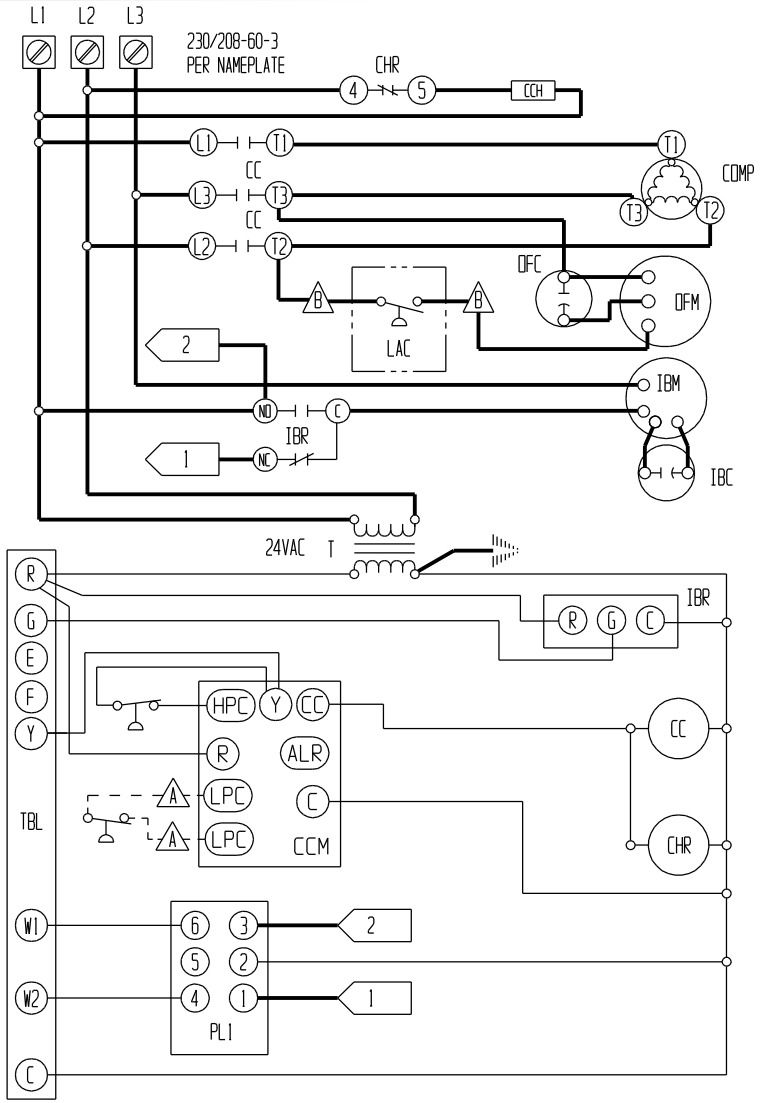 L1 L2 L3
230/208-60-3
PER NAMEPLATE
CHR
4 5 CCH
L1 T1 T1
CC
COMP
L3 T3
T3 T2
CC
L2 T2
OFC
B B
OFM
LAC
2
IBM
NO C
IBR
1 NC
IBC
24VAC T
R
IBR
R G C
G
E
F
HPC Y CC
Y
CC
R ALR
LPC
A
C
TBL
A LPC
CCM
CHR
W1 6 3 2
5 2
W2 4 1 1
PL1
C